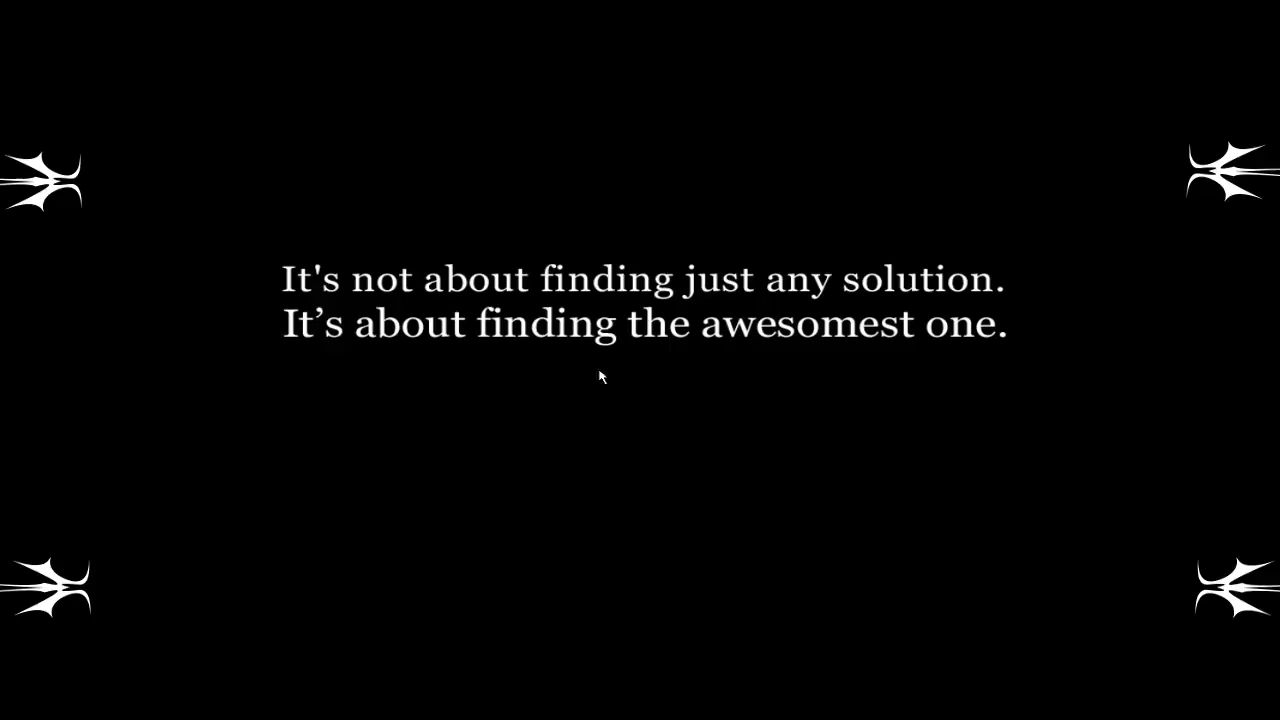 It's not about finding just any solution.
It’s about finding the awesomest one.